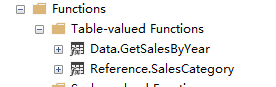 Functions
Table-valued Functions
Data.GetSalesByYear
Reference.SalesCategory